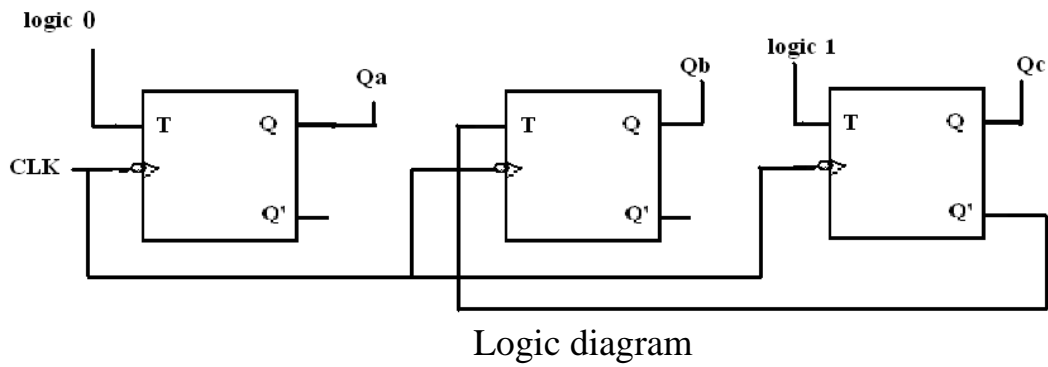 logic 0
Qa
Qb
logic 1
Qc
T Q
T Q
T Q
CLK
Q'
Q'
Q'
Logic diagram